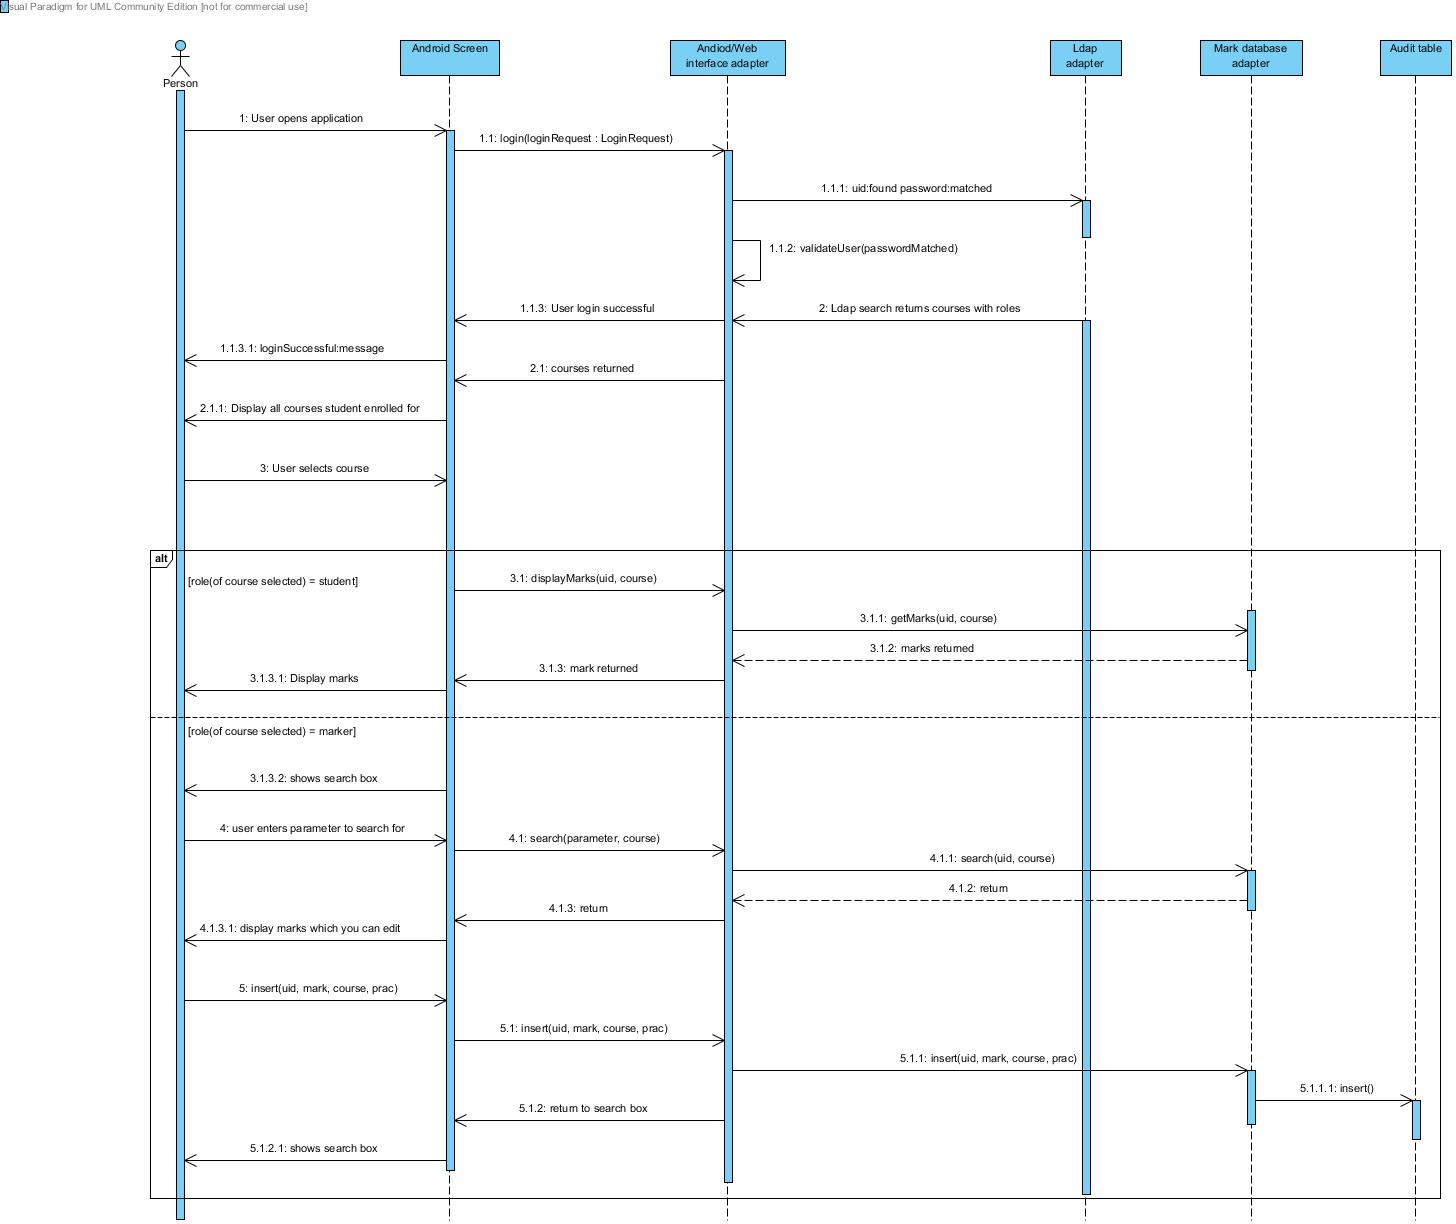 isual Paradigm for UML Community Edition [not for commercial use]
Person
Android Screen
Andiod/Web
interface adapter
Ldap
adapter
Mark database
adapter
Audit table
1: User opens application
1.1: login(loginRequest : LoginRequest)
1.1.1: uid:found password:matched
1.1.2: validateUser(passwordMatched)
1.1.3: User login successful
2: Ldap search returns courses with roles
1.1.3.1: loginSuccessful:message
2.1: courses returned
2.1.1: Display all courses student enrolled for
3: User selects course
alt
[role(of course selected) = student]
3.1: displayMarks(uid, course)
3.1.1: getMarks(uid, course)
3.1.2: marks returned
3.1.3: mark returned
3.1.3.1: Display marks
[role(of course selected) = marker]
3.1.3.2: shows search box
4: user enters parameter to search for
4.1: search(parameter, course)
4.1.1: search(uid, course)
4.1.2: return
4.1.3: return
4.1.3.1: display marks which you can edit
5: insert(uid, mark, course, prac)
5.1: insert(uid, mark, course, prac)
5.1.1: insert(uid, mark, course, prac)
5.1.1.1: insert()
5.1.2: return to search box
5.1.2.1: shows search box